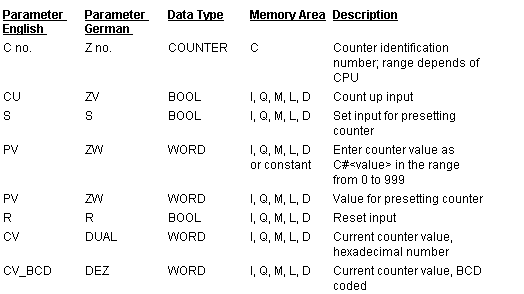 Parameter Parameter Data Type Memory Area Description
English German
C no. Z no. COUNTER C Counter identification
number; range depends of
CPU
CU ZV BOOL I, Q, M, L, D Count up input
S S BOOL I, Q, M, L, D Set input for presetting
counter
PV ZW WORD I, Q, M, L, D Enter counter value as
or constant C#<value> in the range
from 0 to 999
PV ZW WORD I, Q, M, L, D Value for presetting counter
R R BOOL I, Q, M, L, D Reset input
CV DUAL WORD I, Q, M, L, D Current counter value,
hexadecimal number
CV_BCD DEZ WORD I, Q, M, L, D Current counter value, BCD
coded